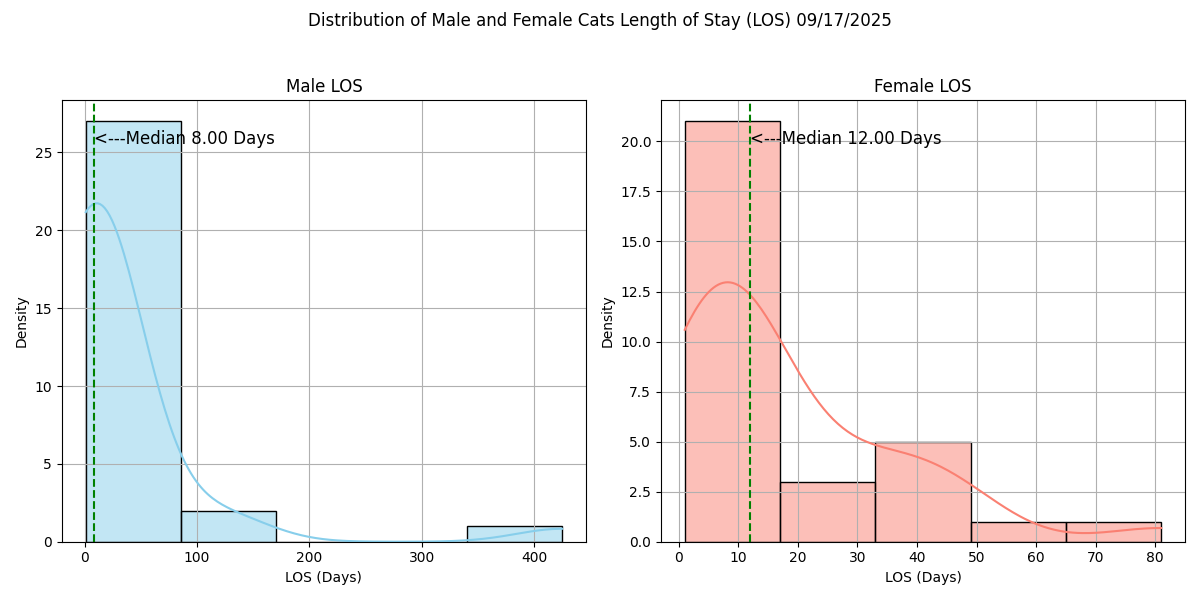 Distribution of Male and Female Cats Length of Stay (LOS) 09/17/2025
Male LOS
<---Median 8.00 Days
Density
25
20
15
10
5
0
0 100 200 300 400
LOS (Days)
Female LOS
<---Median 12.00 Days
Density
20.0
17.5
15.0
12.5
10.0
7.5
5.0
2.5
0.0
0 10 20 30 40 50 60 70 80
LOS (Days)